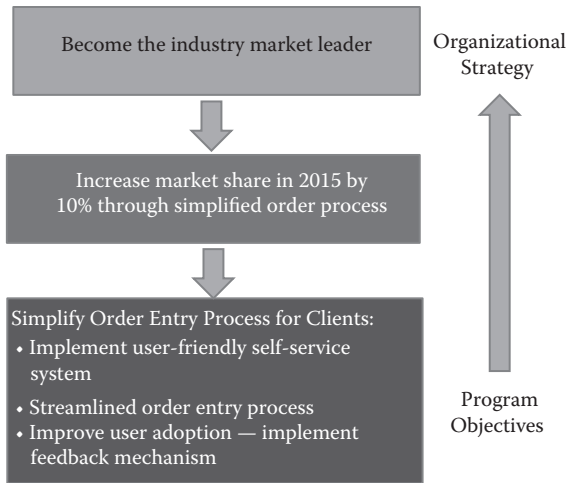 Become the industry market leader
Organizational
Strategy
Increase market share in 2015 by
10% through simplified order process
Simplify Order Entry Process for Clients:
• Implement user-friendly self-service
system
• Streamlined order entry process
• Improve user adoption — implement
feedback mechanism
Program
Objectives